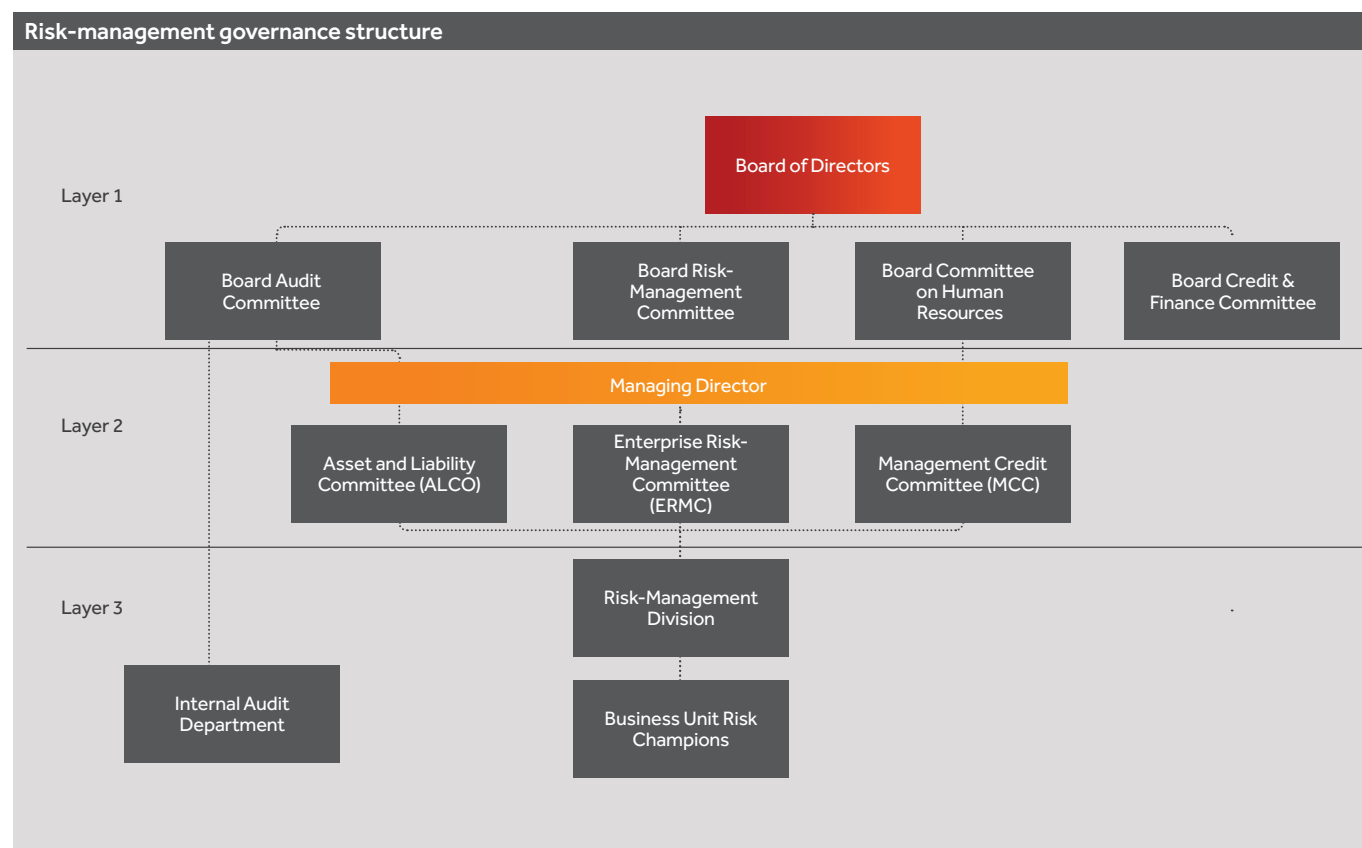 Risk-management governance structure
Layer 1
Board of Directors
Board Audit
Committee
Board Risk-
Management
Committee
Board Committee
on Human
Resources
Board Credit &
Finance Committee
Layer 2
Managing Director
Asset and Liability
Committee (ALCO)
Enterprise Risk-
Management
Committee
(ERMC)
Management Credit
Committee (MCC)
Layer 3
Risk-Management
Division
Internal Audit
Department
Business Unit Risk
Champions